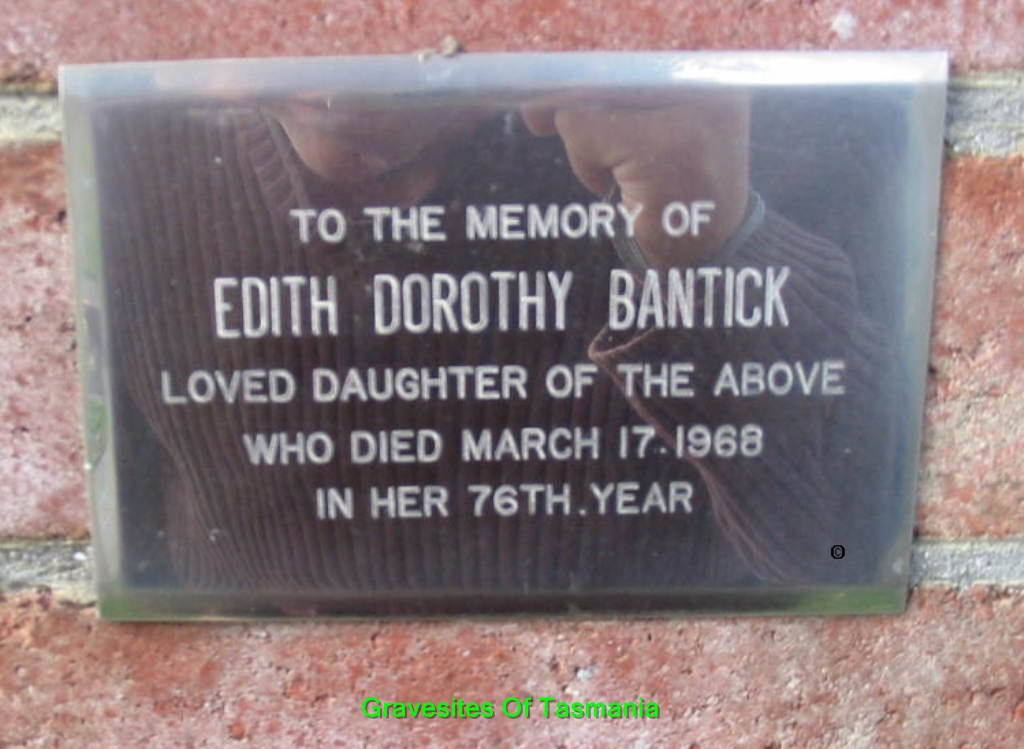 TO THE MEMORY OF
EDITH DOROTHY BANTICK
LOVED DAUGHTER OF THE ABOVE
WHO DIED MARCH 17.1968
IN HER 76TH.YEAR
©
Gravesites Of Tasmania